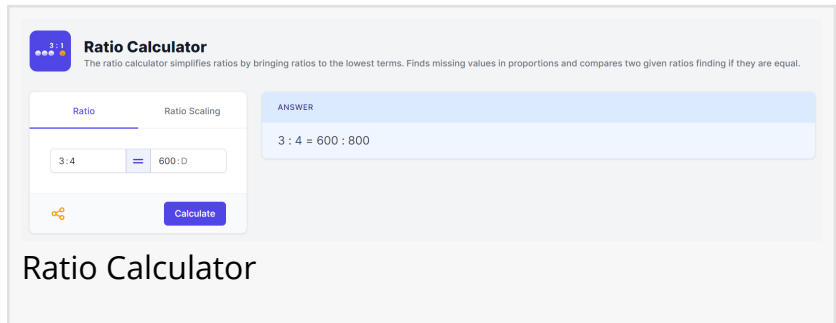 3 : 1
Ratio Calculator
The ratio calculator simplifies ratios by bringing ratios to the lowest terms. Finds missing values in proportions and compares two given ratios finding if they are equal.
Ratio
Ratio Scaling
3:4
=
600:D
Calculate
ANSWER
3 : 4 = 600 : 800
Ratio Calculator